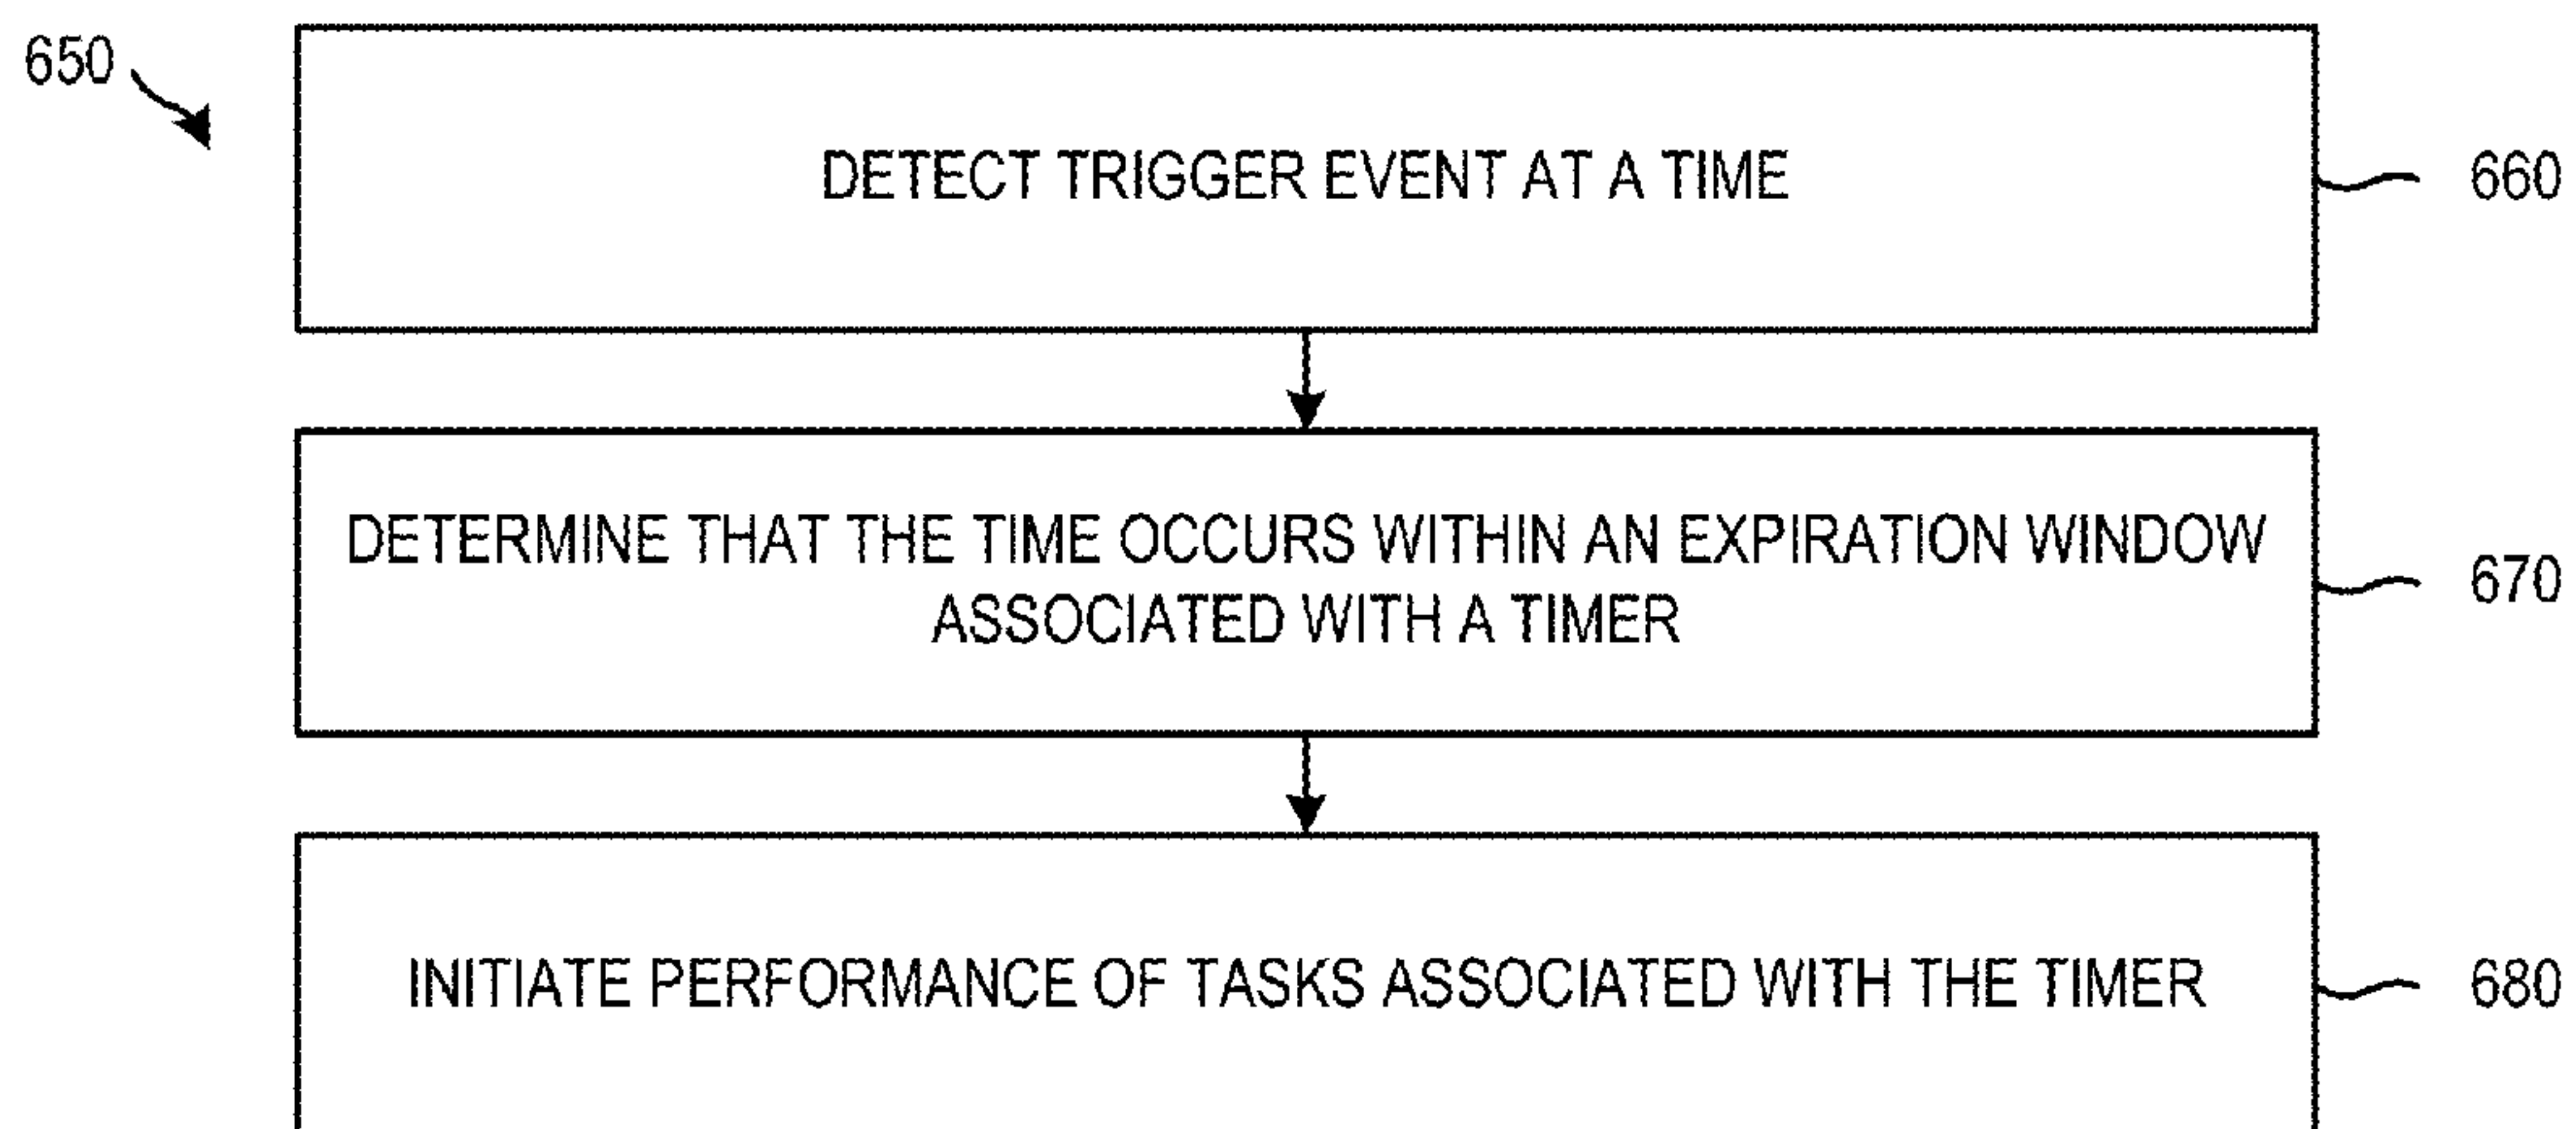 650
DETECT TRIGGER EVENT AT A TIME
660
DETERMINE THAT THE TIME OCCURS WITHIN AN EXPIRATION WINDOW
ASSOCIATED WITH A TIMER
670
INITIATE PERFORMANCE OF TASKS ASSOCIATED WITH THE TIMER
680